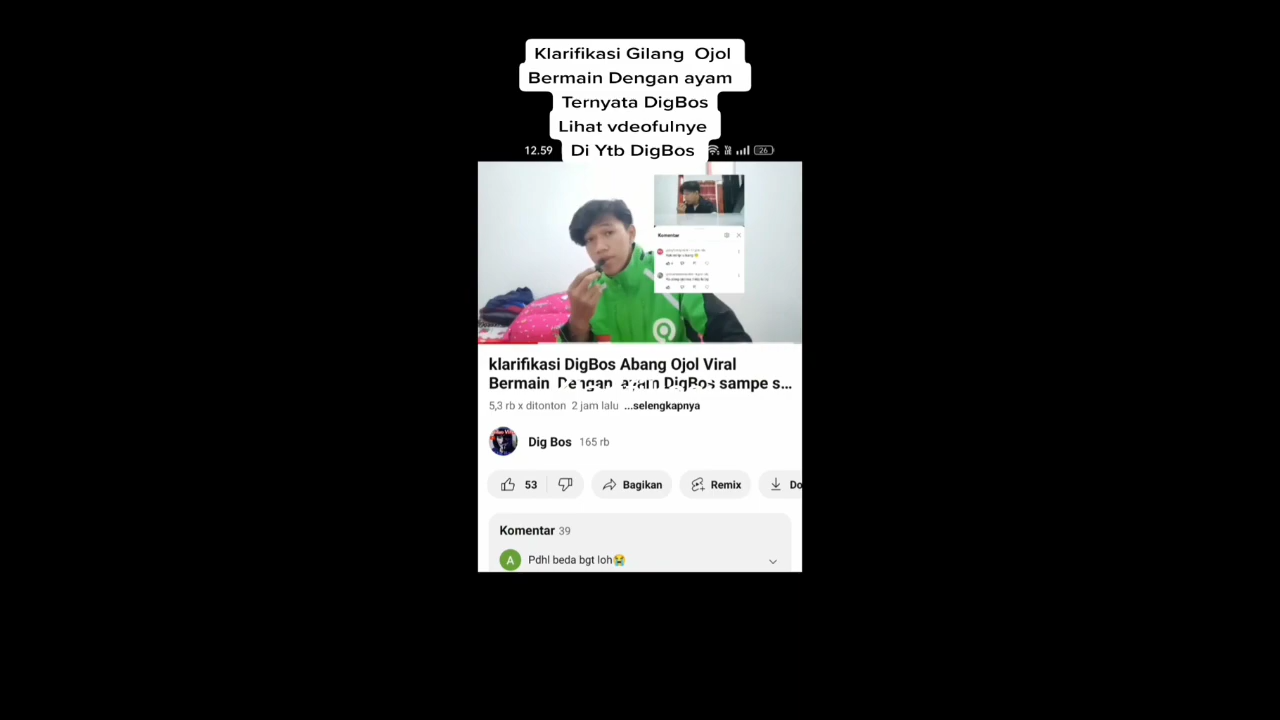 Klarifikasi Gilang Ojol
Bermain Dengan ayam
Ternyata DigBos
Lihat vdeofulnye
Di Ytb DigBos
12.59
26
Komentar
klarifikasi DigBos Abang Ojol Viral
Bermain Dengan ayam DigBos sampe s...
5,3 rb x ditonton 2 jam lalu ...selengkapnya
Dig Bos 165 rb
53 Bagikan Remix Do
Komentar 39
A Pdhl beda bgt loh😭